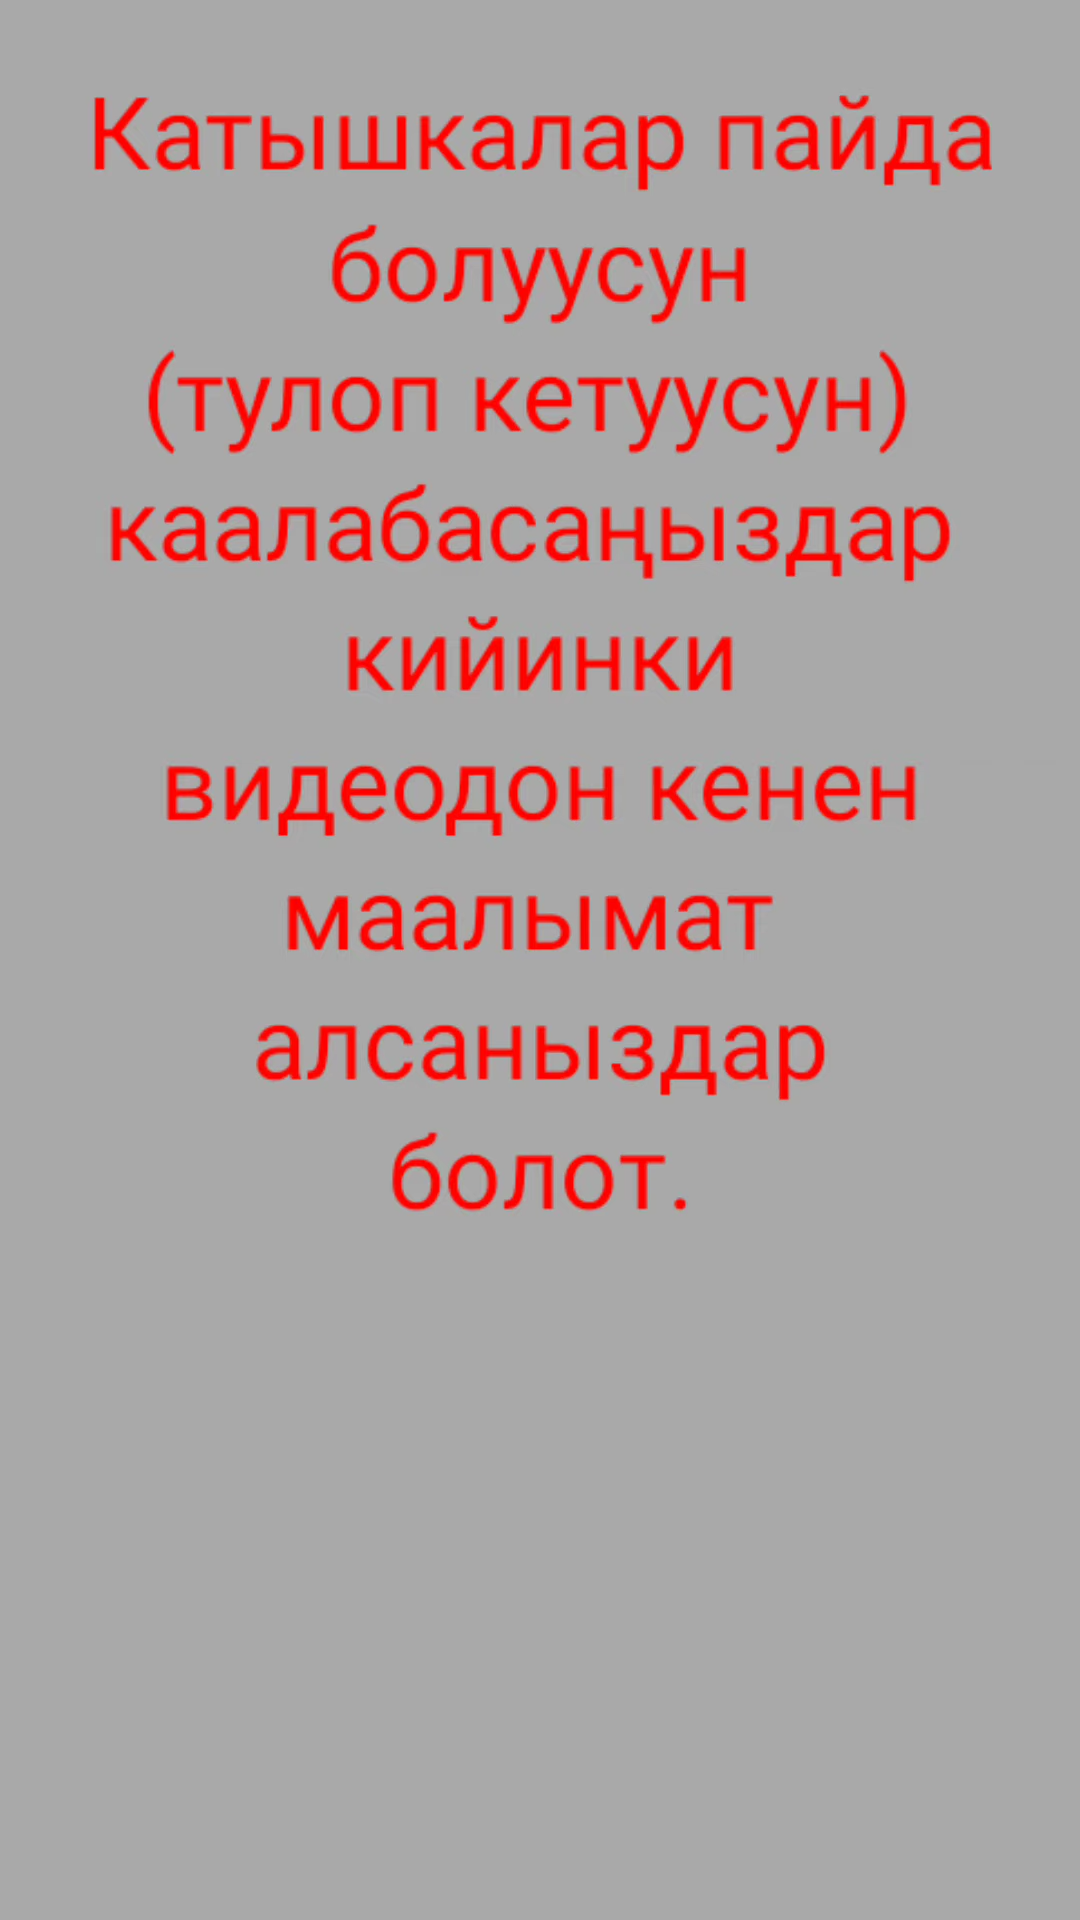 Катышкалар пайда
болуусун
(тулоп кетуусун)
каалабасаңыздар
кийинки
видеодон кенен
маалымат
алсаныздар
болот.